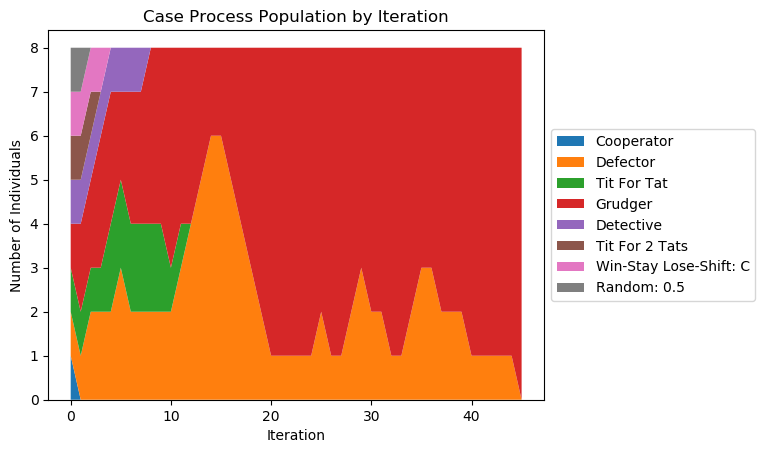 Case Process Population by Iteration
Number of Individuals
8
7
6
5
4
3
2
1
0
0 10 20 30 40
Iteration
Cooperator
Defector
Tit For Tat
Grudger
Detective
Tit For 2 Tats
Win-Stay Lose-Shift: C
Random: 0.5